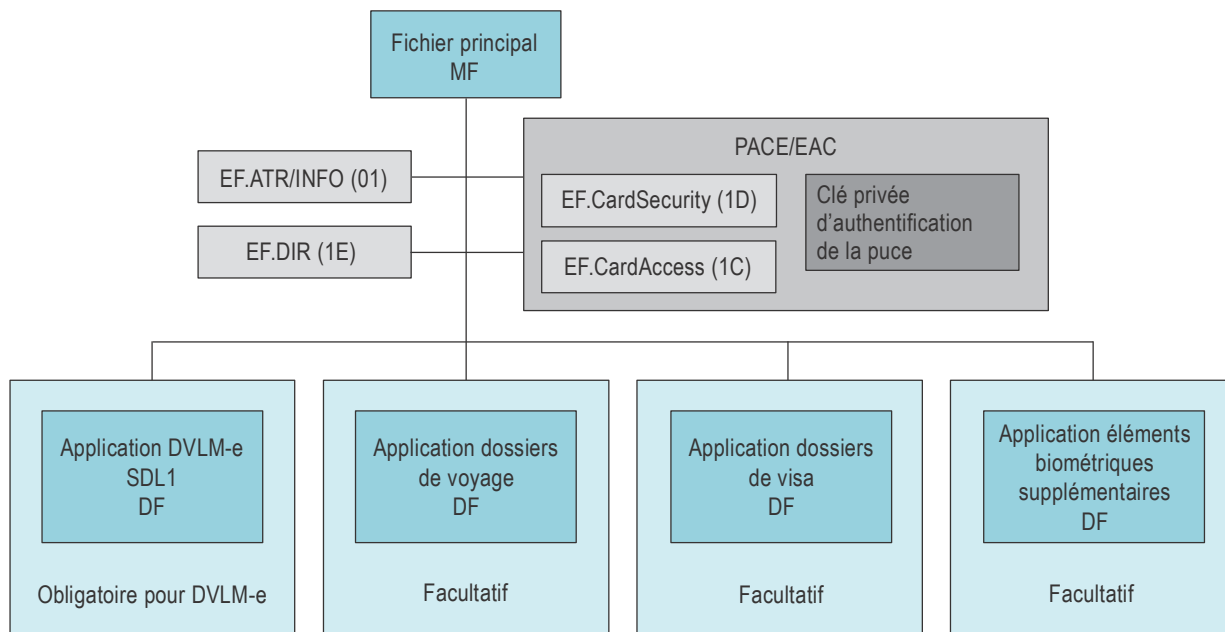 Fichier principal
MF
PACE/EAC
EF.ATR/INFO (01)
EF.CardSecurity (1D)
Clé privée
d’authentification
de la puce
EF.DIR (1E)
EF.CardAccess (1C)
Application DVLM-e
SDL1
DF
Obligatoire pour DVLM-e
Application dossiers
de voyage
DF
Facultatif
Application dossiers
de visa
DF
Facultatif
Application éléments
biométriques
supplémentaires
DF
Facultatif